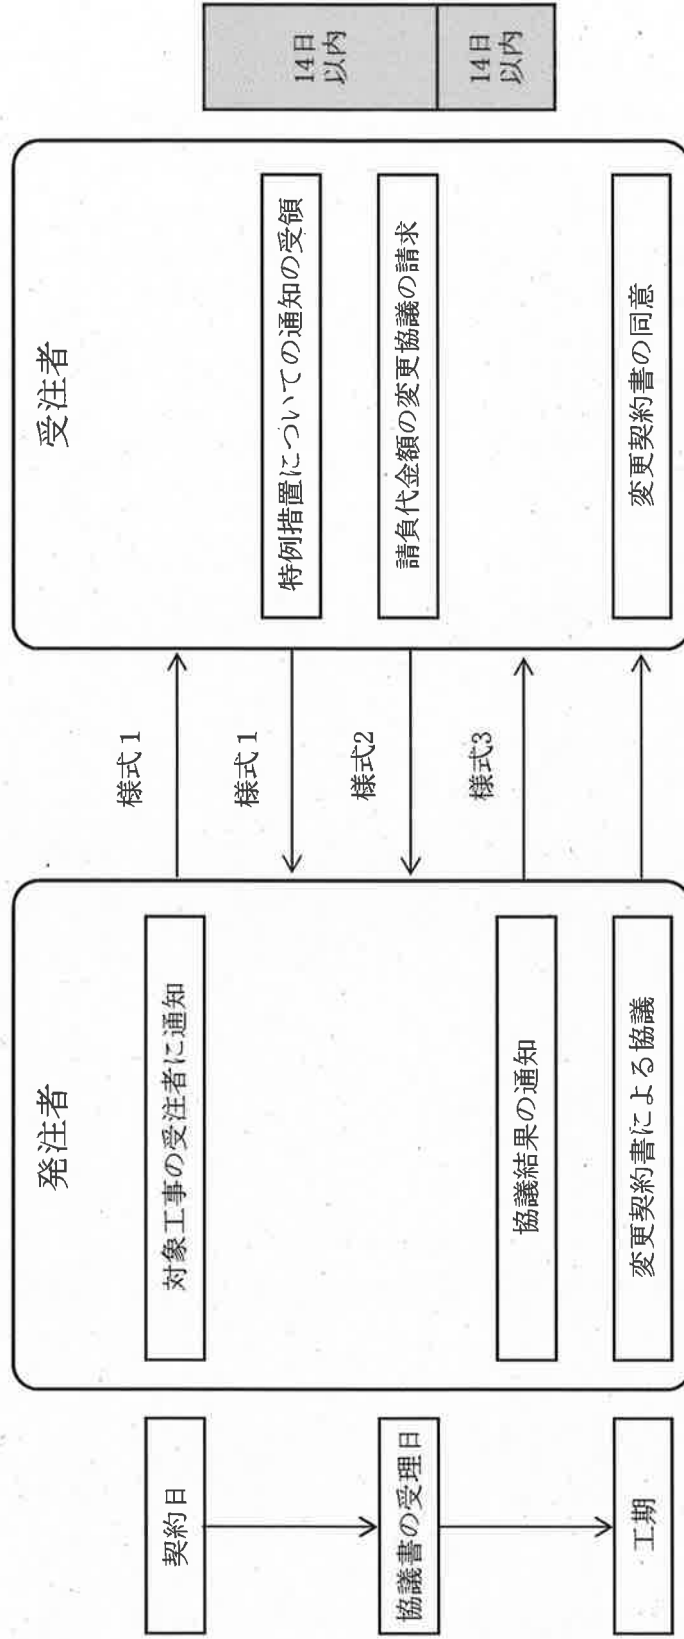 発注者
受注者
契約日
対象工事の受注者に通知
様式1
14日
以内
様式1
特例措置についての通知の受領
協議書の受理日
様式2
請負代金額の変更協議の請求
協議結果の通知
様式3
14日
以内
工期
変更契約書による協議
変更契約書の同意